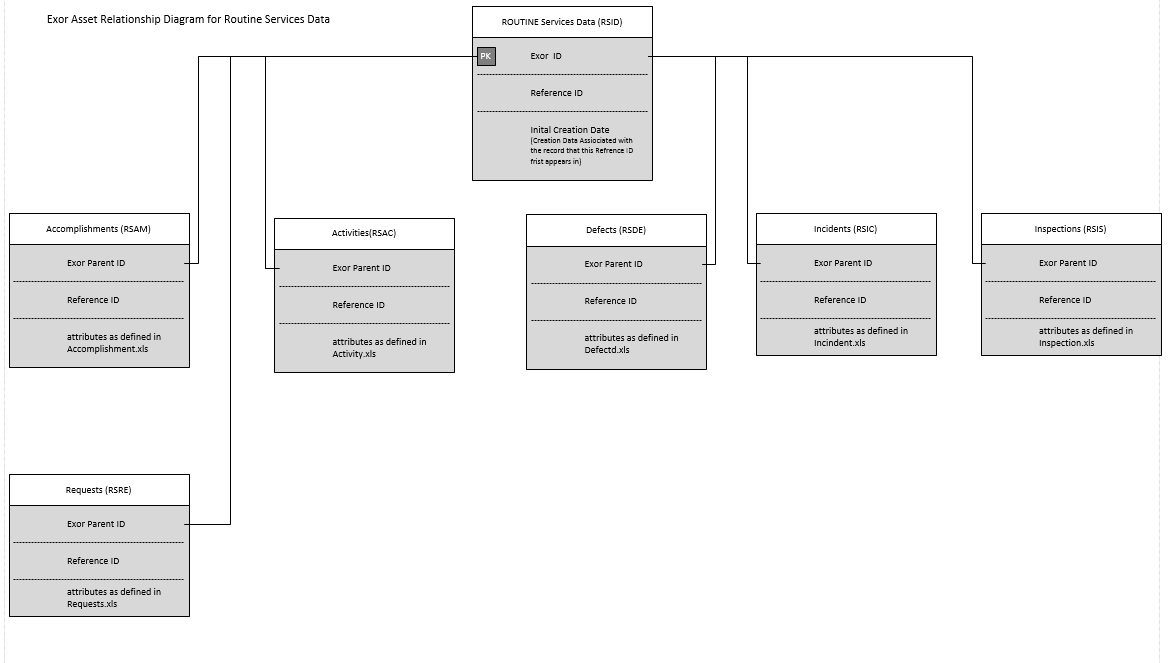 Exor Asset Relationship Diagram for Routine Services Data
ROUTINE Services Data (RSID)
PK
Exor ID
Reference ID
Inital Creation Date
(Creation Data Assiociated with
the record that this Refrence ID
frist appears in)
Accomplishments (RSAM)
Exor Parent ID
Reference ID
attributes as defined in
Accomplishment.xls
Activities(RSAC)
Exor Parent ID
Reference ID
attributes as defined in
Activity.xls
Defects (RSDE)
Exor Parent ID
Reference ID
attributes as defined in
Defectd.xls
Incidents (RSIC)
Exor Parent ID
Reference ID
attributes as defined in
Incindent.xls
Inspections (RSIS)
Exor Parent ID
Reference ID
attributes as defined in
Inspection.xls
Requests (RSRE)
Exor Parent ID
Reference ID
attributes as defined in
Requests.xls